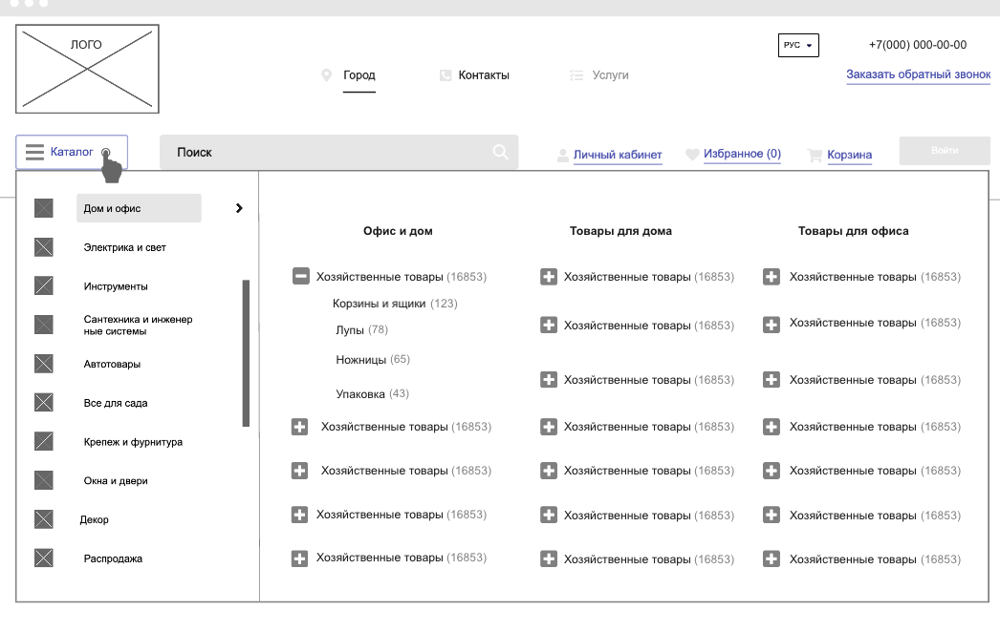 ЛОГО
РУС
+7(000) 000-00-00
Город
Контакты
Услуги
Заказать обратный звонок
Каталог
Поиск
Личный кабинет
Избранное (0)
Корзина
Войти
Дом и офис
Электрика и свет
Инструменты
Сантехника и инженер
ные системы
Автотовары
Все для сада
Крепеж и фурнитура
Окна и двери
Декор
Распродажа
Офис и дом
Хозяйственные товары (16853)
Корзины и ящики (123)
Лупы (78)
Ножницы (65)
Упаковка (43)
Хозяйственные товары (16853)
Хозяйственные товары (16853)
Хозяйственные товары (16853)
Хозяйственные товары (16853)
Товары для дома
Хозяйственные товары (16853)
Хозяйственные товары (16853)
Хозяйственные товары (16853)
Хозяйственные товары (16853)
Хозяйственные товары (16853)
Хозяйственные товары (16853)
Хозяйственные товары (16853)
Товары для офиса
Хозяйственные товары (16853)
Хозяйственные товары (16853)
Хозяйственные товары (16853)
Хозяйственные товары (16853)
Хозяйственные товары (16853)
Хозяйственные товары (16853)
Хозяйственные товары (16853)